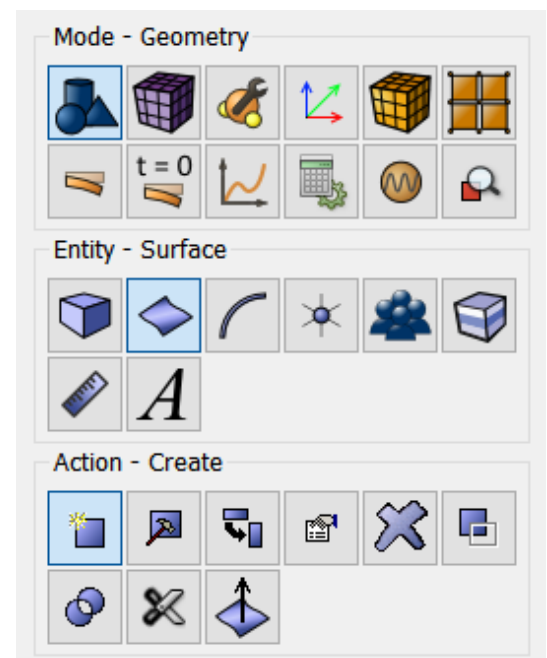 Mode - Geometry
t = 0
Entity - Surface
A
Action - Create